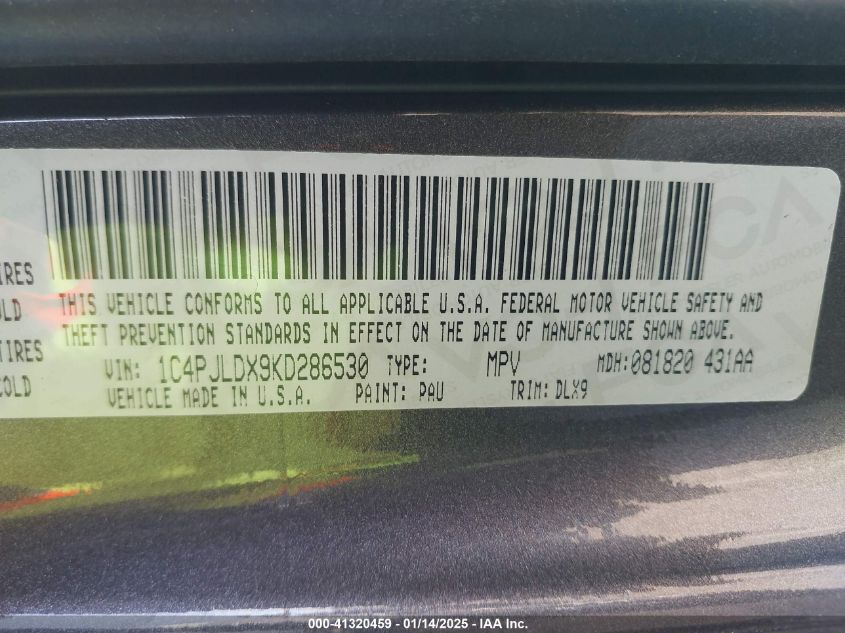 IRES
OLD
TIRES
COLD
THIS VEHICLE CONFORMS TO ALL APPLICABLE U.S.A. FEDERAL MOTOR VEHICLE SAFETY AND
THEFT PREVENTION STANDARDS IN EFFECT ON THE DATE OF MANUFACTURE SHOWN ABOVE.
VIN: 1C4PJLDX9KD286530 TYPE: MPV MDH:081820 431AA
VEHICLE MADE IN U.S.A. PAINT: PAU TRIM: DLX9
000-41320459 - 01/14/2025 - IAA Inc.